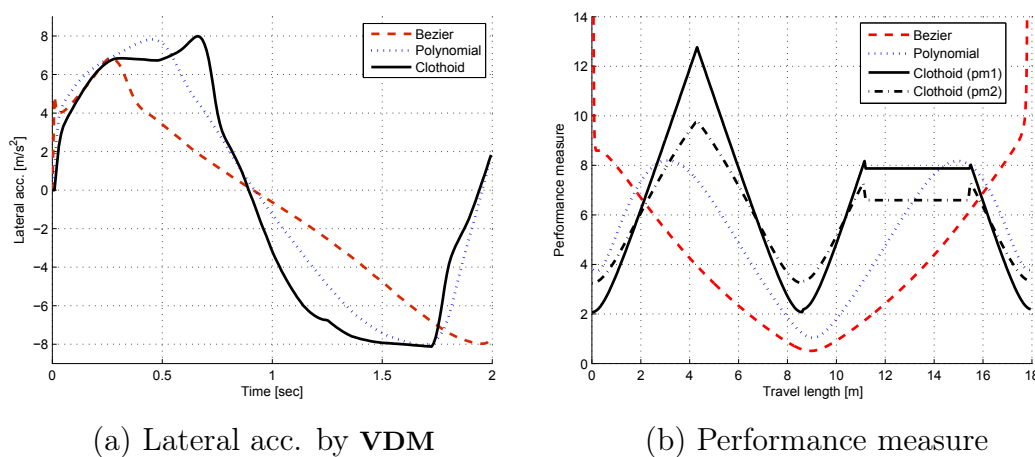 8
6
4
2
0
−2
−4
−6
−8
Lateral acc. [m/s²]
0
0.5
1
1.5
2
Time [sec]
Bezier
Polynomial
Clothoid
(a) Lateral acc. by VDM
14
12
10
8
6
4
2
0
Performance measure
0
2
4
6
8
10
12
14
16
18
Travel length [m]
Bezier
Polynomial
Clothoid (pm1)
Clothoid (pm2)
(b) Performance measure